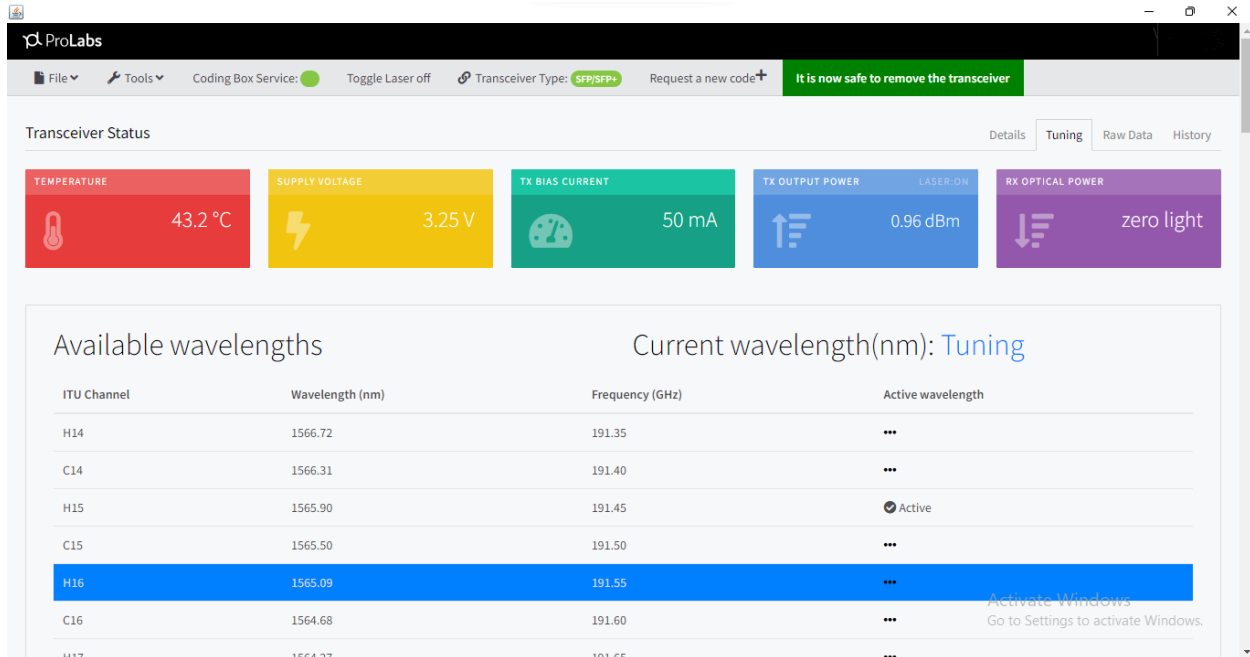 ProLabs
File Tools Coding Box Service: Toggle Laser off Transceiver Type: SFP/SFP+ Request a new code It is now safe to remove the transceiver
Transceiver Status Details Tuning Raw Data History
TEMPERATURE SUPPLY VOLTAGE TX BIAS CURRENT TX OUTPUT POWER LASER:ON RX OPTICAL POWER
43.2 °C 3.25 V 50 mA 0.96 dBm zero light
Available wavelengths Current wavelength(nm): Tuning
ITU Channel Wavelength (nm) Frequency (GHz) Active wavelength
H14 1566.72 191.35 •••
C14 1566.31 191.40 •••
H15 1565.90 191.45 Active
C15 1565.50 191.50 •••
H16 1565.09 191.55 •••
Activate Windows
C16 1564.68 191.60 ••• Go to Settings to activate Windows.
H17 1564.27 191.65 •••